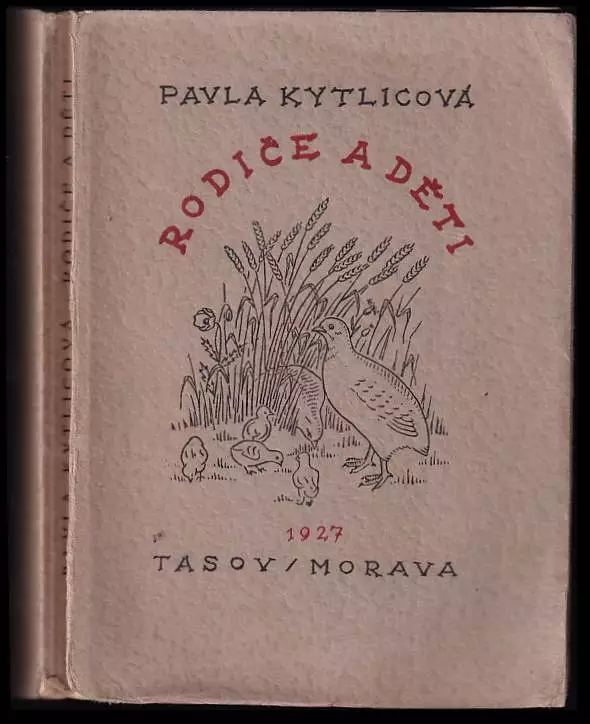 PAVLA KYTLICOVÁ
RODIČE A DĚTI
1927
TASOV/MORAVA
PAVLA KYTLICOVÁ RODIČE A DĚTI